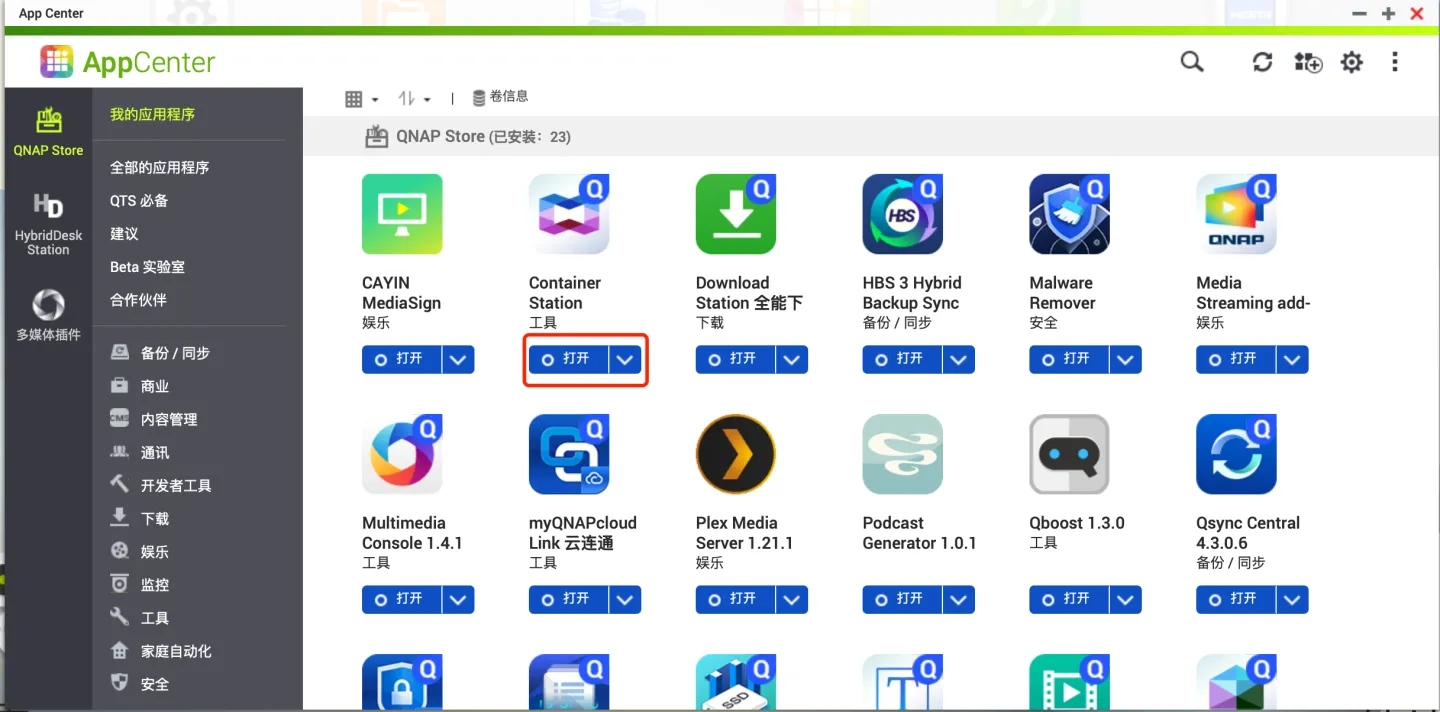 App Center
AppCenter
QNAP Store
HybridDesk
Station
多媒体插件
我的应用程序
全部的应用程序
QTS 必备
建议
Beta 实验室
合作伙伴
备份 / 同步
商业
CMS
内容管理
通讯
开发者工具
下载
娱乐
监控
工具
家庭自动化
安全
卷信息
QNAP Store (已安装：23)
Q
Q
HBS
Q
Q
Q
QNAP
CAYIN
MediaSign
娱乐
打开
Container
Station
工具
打开
Download
Station 全能下
下载
打开
HBS 3 Hybrid
Backup Sync
备份 / 同步
打开
Malware
Remover
安全
打开
Media
Streaming add-
娱乐
打开
Q
Q
Q
Multimedia
Console 1.4.1
工具
打开
myQNAPcloud
Link 云连通
工具
打开
Plex Media
Server 1.21.1
娱乐
打开
Podcast
Generator 1.0.1
打开
Qboost 1.3.0
工具
打开
Qsync Central
4.3.0.6
备份 / 同步
打开
Q
Q
Q
SSD
Q
T
Q
Q